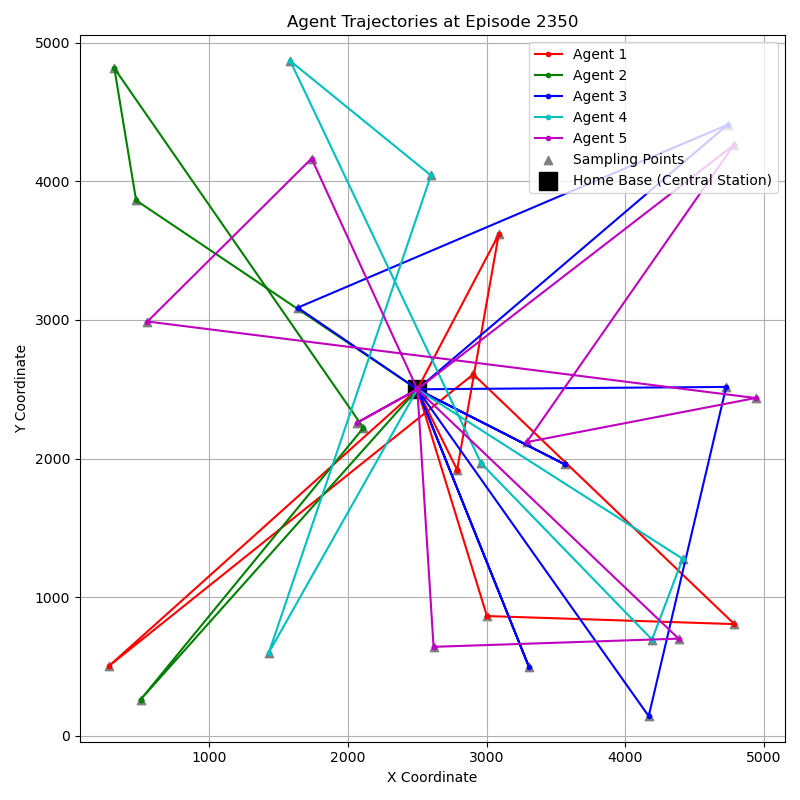 Agent Trajectories at Episode 2350
Agent 1
Agent 2
Agent 3
Agent 4
Agent 5
Sampling Points
Home Base (Central Station)
Y Coordinate
5000
4000
3000
2000
1000
0
1000 2000 3000 4000 5000
X Coordinate